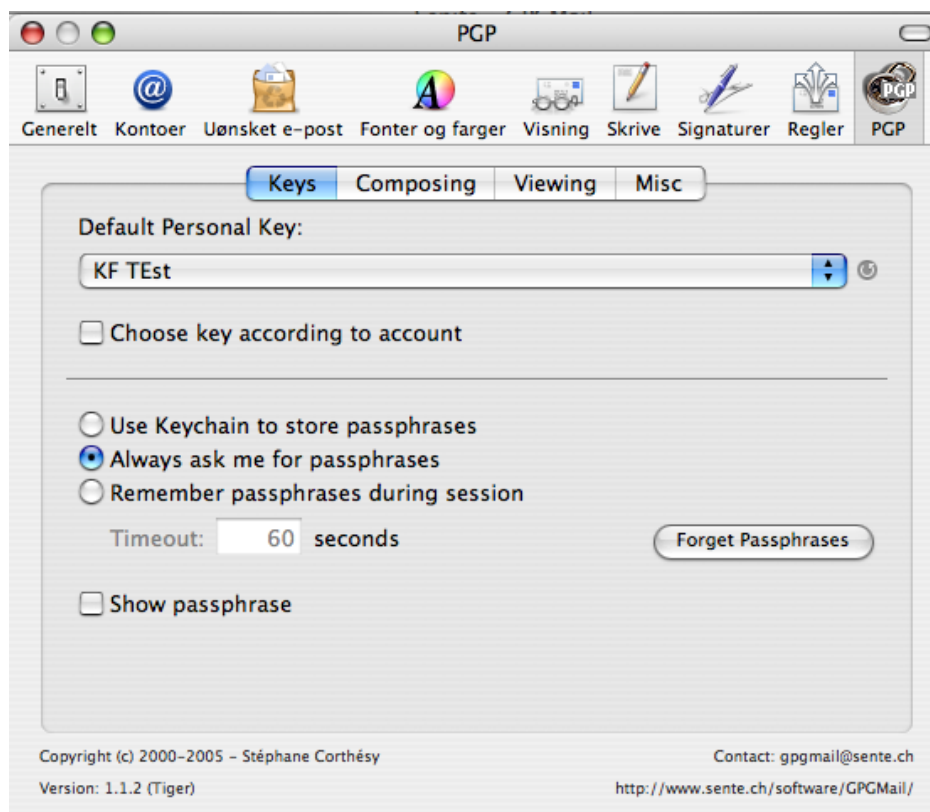 PGP
Generelt Kontoer Uønsket e-post Fonter og farger Visning Skrive Signaturer Regler PGP
Keys Composing Viewing Misc
Default Personal Key:
KF TEst
Choose key according to account
Use Keychain to store passphrases
Always ask me for passphrases
Remember passphrases during session
Timeout: 60 seconds Forget Passphrases
Show passphrase
Copyright (c) 2000-2005 - Stéphane Corthésy Contact: gpgmail@sente.ch
Version: 1.1.2 (Tiger) http://www.sente.ch/software/GPGMail/